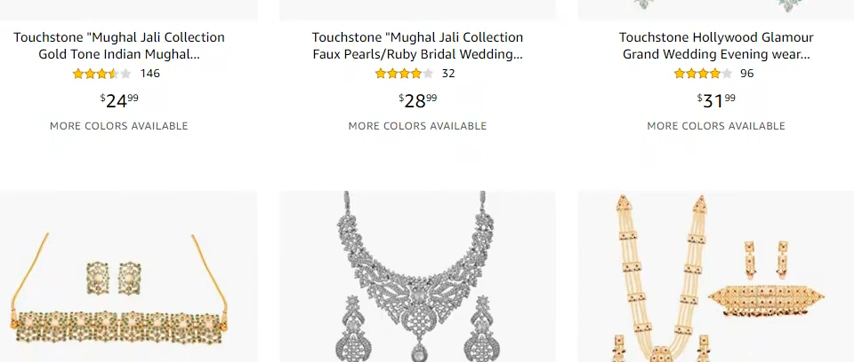 Touchstone "Mughal Jali Collection
Gold Tone Indian Mughal...
146
$24 99
MORE COLORS AVAILABLE
Touchstone "Mughal Jali Collection
Faux Pearls/Ruby Bridal Wedding...
32
$28 99
MORE COLORS AVAILABLE
Touchstone Hollywood Glamour
Grand Wedding Evening wear...
96
$31 99
MORE COLORS AVAILABLE